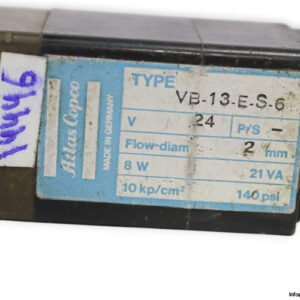 14446
Atlas Copco
MADE IN GERMANY
TYPE
VB-13-E-S-6
V 24 P/S -
Flow-diam 2 mm
8 W 21 VA
10 kp/cm² 140 psi